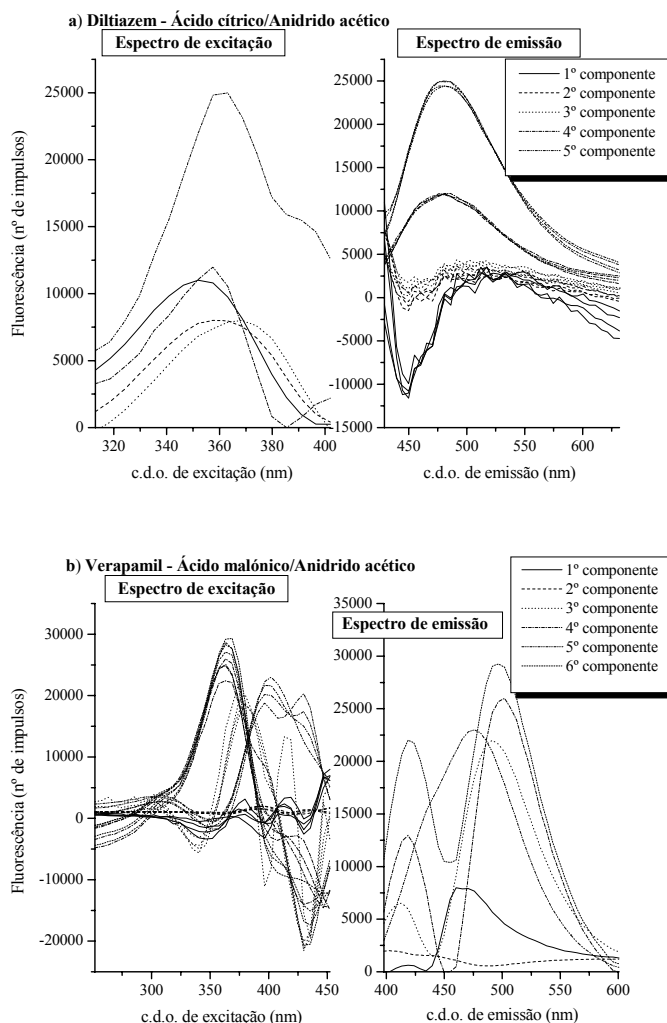 a) Diltiazem - Ácido cítrico/Anidrido acético
Espectro de excitação
Espectro de emissão
1º componente
2º componente
3º componente
4º componente
5º componente
Fluorescência (nº de impulsos)
25000
20000
15000
10000
5000
0
320
340
360
380
400
c.d.o. de excitação (nm)
25000
20000
15000
10000
5000
0
-5000
-10000
-15000
450
500
550
600
c.d.o. de emissão (nm)
b) Verapamil - Ácido malónico/Anidrido acético
Espectro de excitação
Espectro de emissão
1º componente
2º componente
3º componente
4º componente
5º componente
6º componente
Fluorescência (nº de impulsos)
30000
20000
10000
0
-10000
-20000
300
350
400
450
c.d.o. de excitação (nm)
35000
30000
25000
20000
15000
10000
5000
0
400
450
500
600
c.d.o. de emissão (nm)